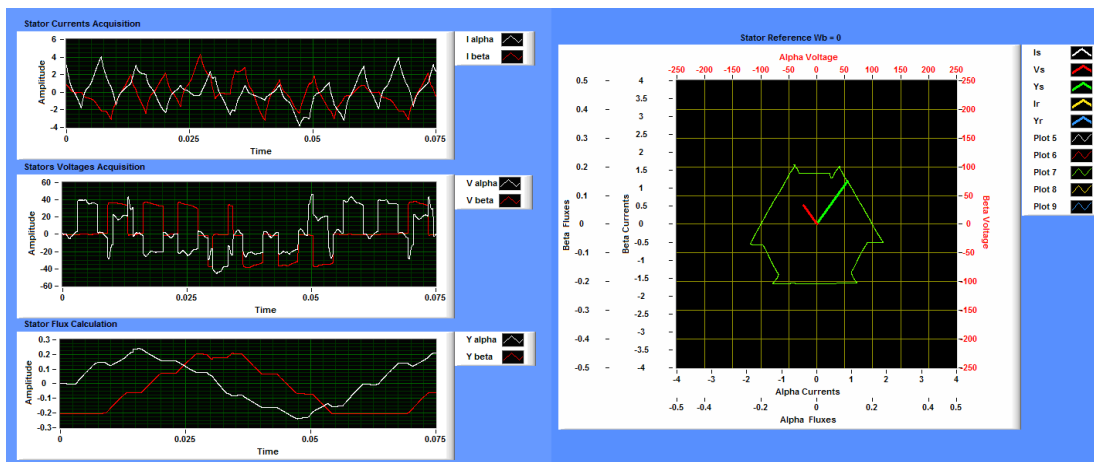 Stator Currents Acquisition
I alpha
I beta
Amplitude
6
4
2
0
-2
-4
0 0.025 0.05 0.075
Time
Stators Voltages Acquisition
V alpha
V beta
Amplitude
60
40
20
0
-20
-40
-60
0 0.025 0.05 0.075
Time
Stator Flux Calculation
Y alpha
Y beta
Amplitude
0.3
0.2
0.1
0
-0.1
-0.2
-0.3
0 0.025 0.05 0.075
Time
Stator Reference Wb = 0
Alpha Voltage
-250 -200 -150 -100 -50 0 50 100 150 200 250
Beta Fluxes
0.5
0.4
0.3
0.2
0.1
0
-0.1
-0.2
-0.3
-0.4
-0.5
Beta Currents
4
3.5
3
2.5
2
1.5
1
0.5
0
-0.5
-1
-1.5
-2
-2.5
-3
-3.5
-4
250
200
150
100
50
0
-50
-100
-150
-200
-250
Beta Voltage
-4 -3 -2 -1 0 1 2 3 4
Alpha Currents
-0.5 -0.4 -0.2 0 0.2 0.4 0.5
Alpha Fluxes
Is
Vs
Ys
Ir
Yr
Plot 5
Plot 6
Plot 7
Plot 8
Plot 9